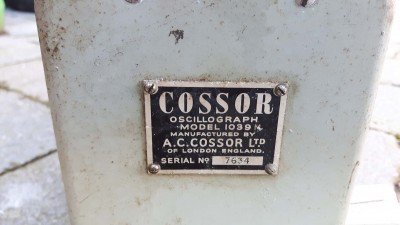 COSSOR
OSCILLOGRAPH
MODEL 1039 M
MANUFACTURED BY
A.C. COSSOR LTD
OF LONDON ENGLAND.
SERIAL NO 7634